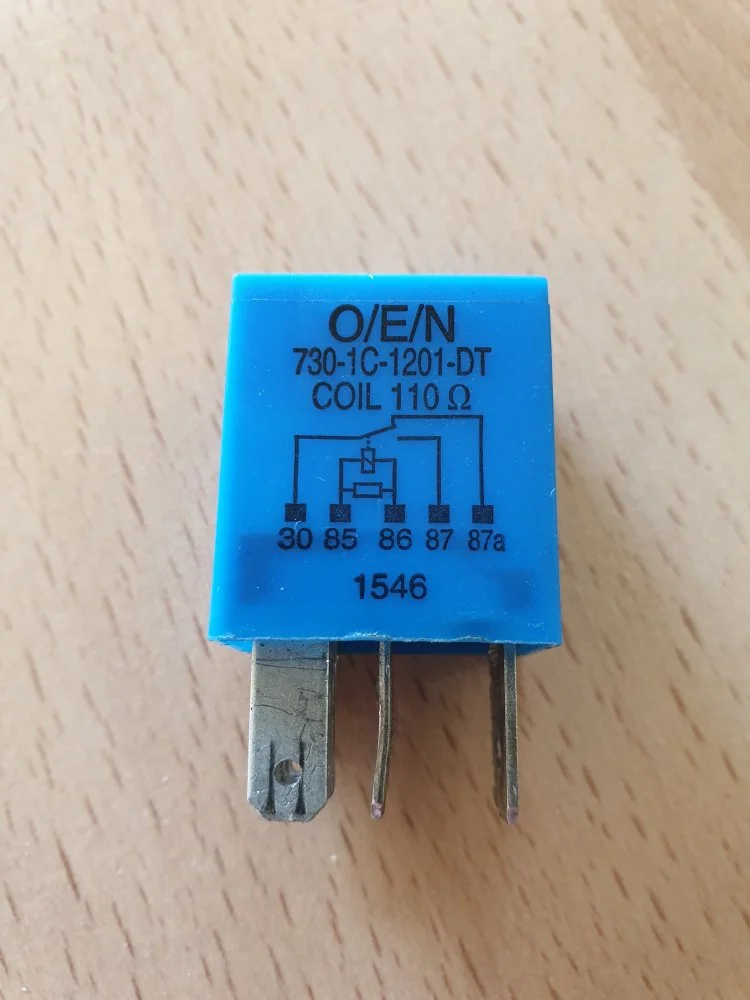 O/E/N
730-1C-1201-DT
COIL 110 Ω
30 85 86 87 87a
1546